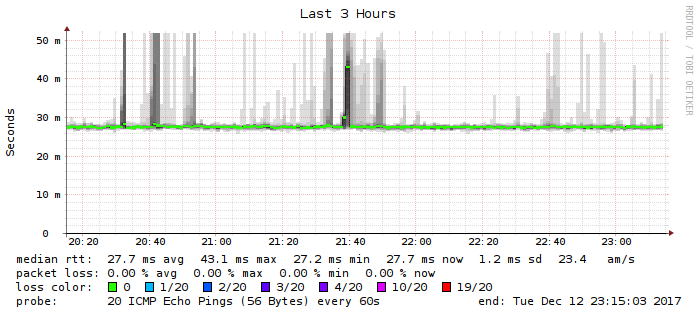 Last 3 Hours
RRDTOOL / TOBI OETIKER
Seconds
50 m
40 m
30 m
20 m
10 m
0
20:20 20:40 21:00 21:20 21:40 22:00 22:20 22:40 23:00
median rtt: 27.7 ms avg 43.1 ms max 27.2 ms min 27.7 ms now 1.2 ms sd 23.4 am/s
packet loss: 0.00 % avg 0.00 % max 0.00 % min 0.00 % now
loss color: 0 1/20 2/20 3/20 4/20 10/20 19/20
probe: 20 ICMP Echo Pings (56 Bytes) every 60s end: Tue Dec 12 23:15:03 2017